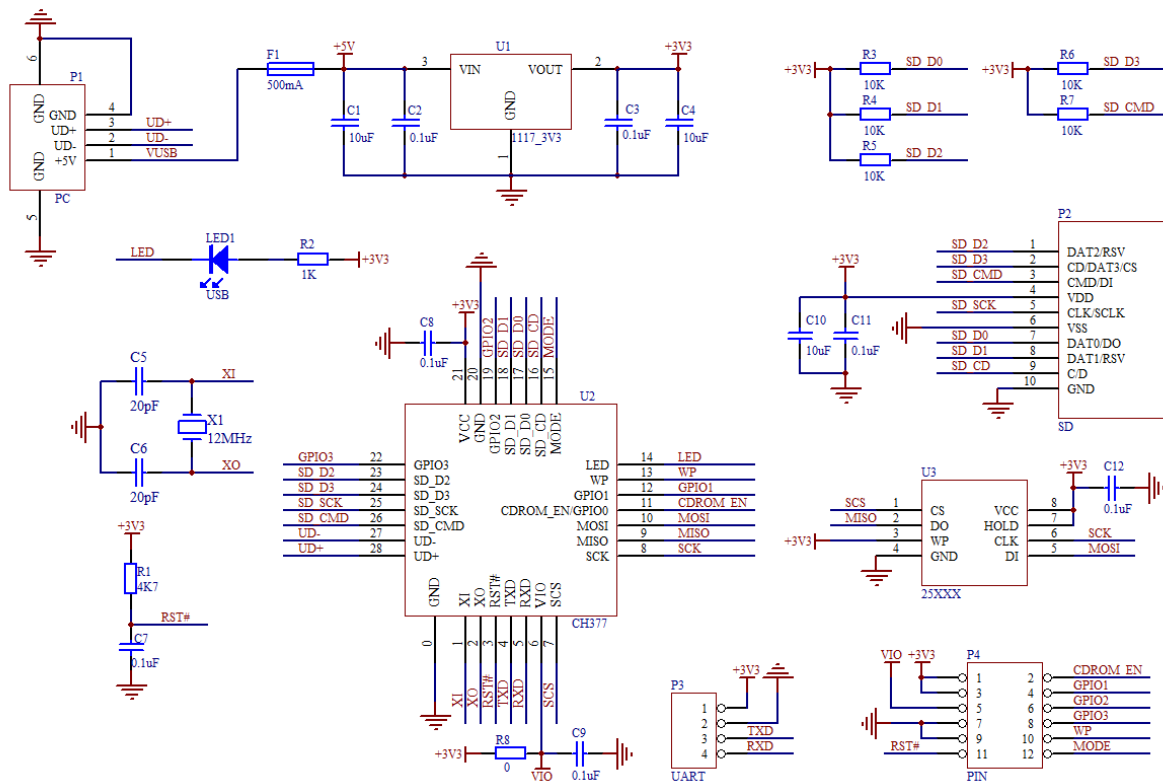 P1
6
GND
GND
UD+
UD-
+5V
GND
4
3
2
1
UD+
UD-
VUSB
PC
5
F1
500mA
+5V
C1
10uF
C2
0.1uF
U1
3
VIN
VOUT
2
GND
1117_3V3
1
+3V3
C3
0.1uF
C4
10uF
+3V3
R3
SD_D0
10K
R4
SD_D1
10K
R5
SD_D2
10K
+3V3
R6
SD_D3
10K
R7
SD_CMD
10K
LED
LED1
USB
R2
1K
+3V3
P2
SD_D2 1 DAT2/RSV
SD_D3 2 CD/DAT3/CS
SD_CMD 3 CMD/DI
4 VDD
SD_SCK 5 CLK/SCLK
6 VSS
SD_D0 7 DAT0/DO
SD_D1 8 DAT1/RSV
SD_CD 9 C/D
10 GND
SD
+3V3
C10
10uF
C11
0.1uF
C5
20pF
XI
X1
12MHz
C6
20pF
XO
+3V3
R1
4K7
RST#
C7
0.1uF
C8
0.1uF
+3V3
GPIO2
SD_D1
SD_D0
SD_CD
MODE
21
20
19
18
17
16
15
U2
VCC
GND
GPIO2
SD_D1
SD_D0
SD_CD
MODE
GPIO3 22 GPIO3
SD_D2 23 SD_D2
SD_D3 24 SD_D3
SD_SCK 25 SD_SCK
SD_CMD 26 SD_CMD
UD- 27 UD-
UD+ 28 UD+
LED 14 LED
WP 13 WP
GPIO1 12 GPIO1
CDROM_EN/GPIO0 11 CDROM_EN
MOSI 10 MOSI
MISO 9 MISO
SCK 8 SCK
GND
XI
XO
RST#
TXD
RXD
VIO
SCS
CH377
0
1
2
3
4
5
6
7
XI
XO
RST#
TXD
RXD
SCS
+3V3
R8
0
VIO
C9
0.1uF
U3
SCS 1 CS
MISO 2 DO
+3V3 3 WP
4 GND
VCC 8
HOLD 7
CLK 6 SCK
DI 5 MOSI
25XXX
+3V3
C12
0.1uF
P3
+3V3
1
2
3 TXD
4 RXD
UART
P4
VIO
+3V3
1 2 CDROM_EN
3 4 GPIO1
5 6 GPIO2
7 8 GPIO3
9 10 WP
RST# 11 12 MODE
PIN